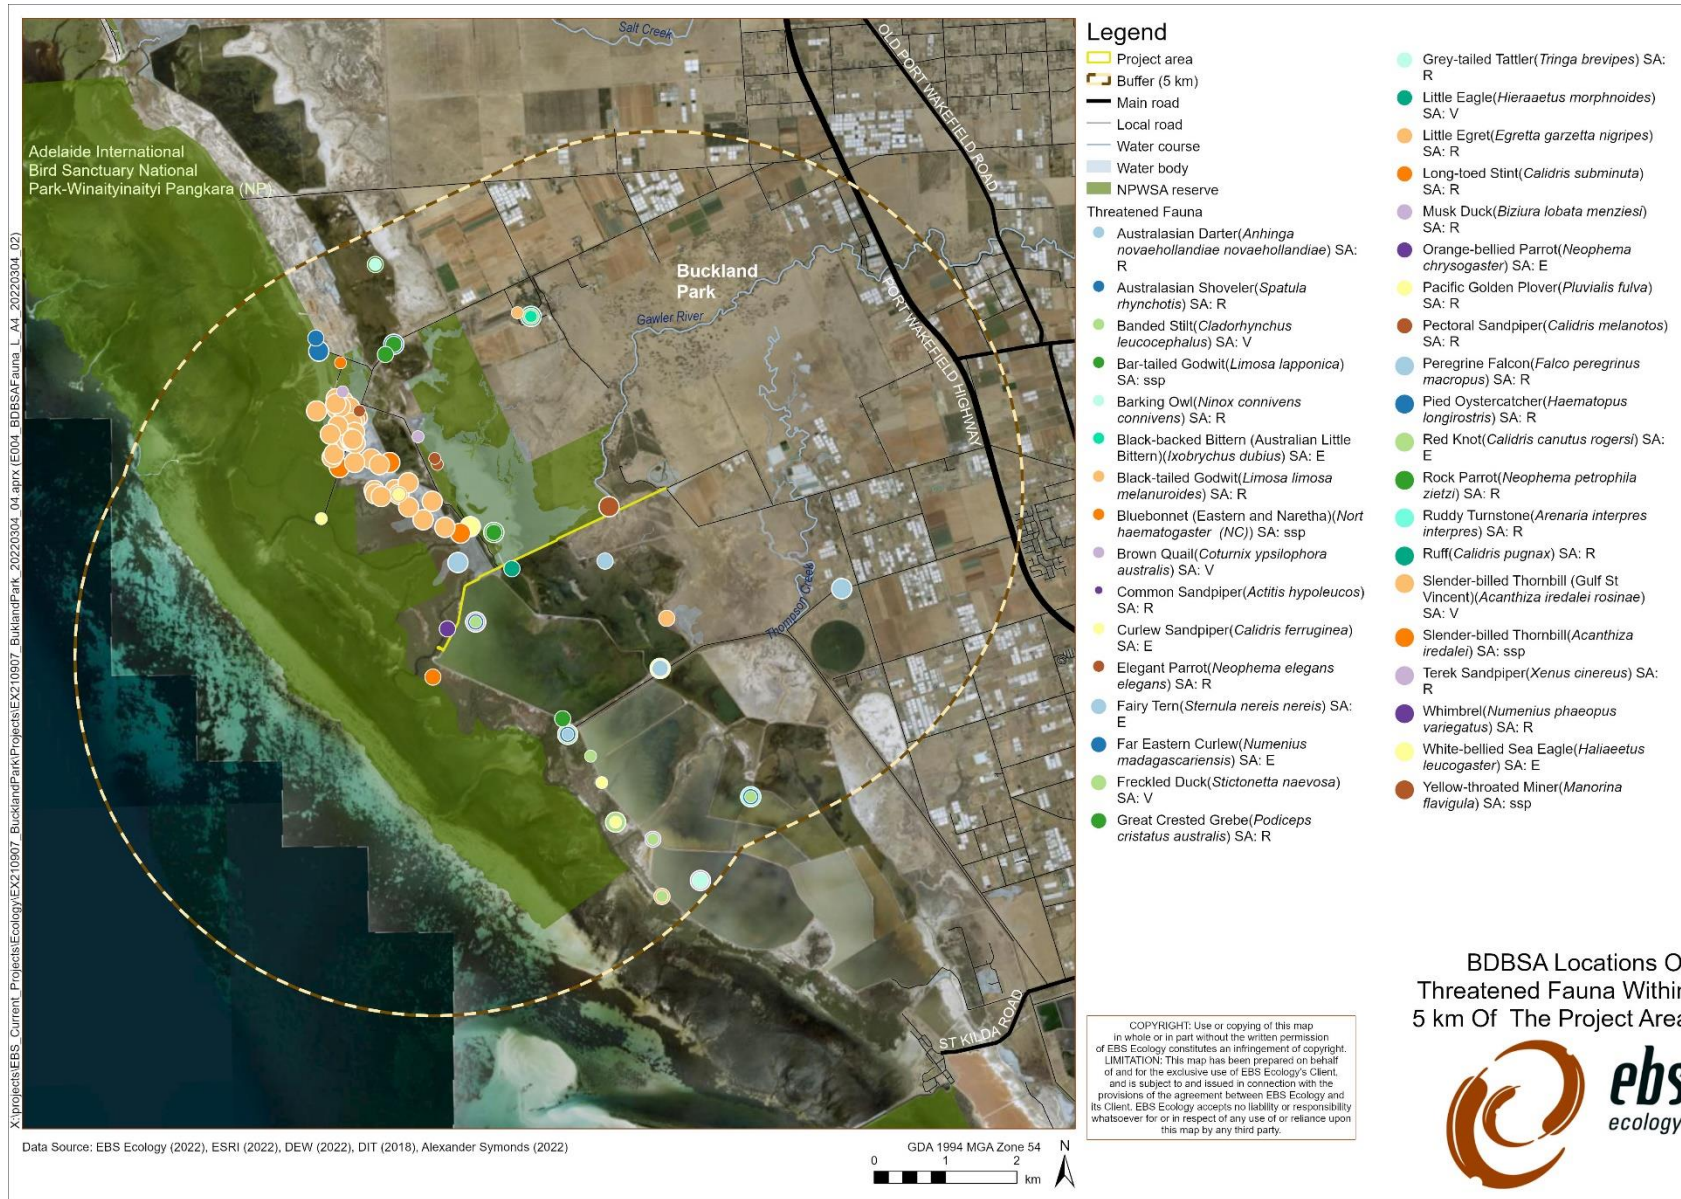 Salt Creek
OLD PORT WAKEFIELD ROAD
Adelaide International
Bird Sanctuary National
Park-Winaityinaityi Pangkara (NP)
Buckland
Park
Gawler River
PORT WAKEFIELD HIGHWAY
Thompson Creek
ST KILDA ROAD
X:\projects\EBS_Current_Projects\Ecology\EX210907_BucklandPark\Projects\EX210907_BuklandPark_20220304_04.aprx (E004_BDBSAFauna_L_A4_20220304_02)
Legend
Project area
Buffer (5 km)
Main road
Local road
Water course
Water body
NPWSA reserve
Threatened Fauna
Australasian Darter(Anhinga
novaehollandiae novaehollandiae) SA:
R
Australasian Shoveler(Spatula
rhynchotis) SA: R
Banded Stilt(Cladorhynchus
leucocephalus) SA: V
Bar-tailed Godwit(Limosa lapponica)
SA: ssp
Barking Owl(Ninox connivens
connivens) SA: R
Black-backed Bittern (Australian Little
Bittern)(Ixobrychus dubius) SA: E
Black-tailed Godwit(Limosa limosa
melanuroides) SA: R
Bluebonnet (Eastern and Naretha)(Nort
haematogaster (NC)) SA: ssp
Brown Quail(Coturnix ypsilophora
australis) SA: V
Common Sandpiper(Actitis hypoleucos)
SA: R
Curlew Sandpiper(Calidris ferruginea)
SA: E
Elegant Parrot(Neophema elegans
elegans) SA: R
Fairy Tern(Sternula nereis nereis) SA:
E
Far Eastern Curlew(Numenius
madagascariensis) SA: E
Freckled Duck(Stictonetta naevosa)
SA: V
Great Crested Grebe(Podiceps
cristatus australis) SA: R
Grey-tailed Tattler(Tringa brevipes) SA:
R
Little Eagle(Hieraaetus morphnoides)
SA: V
Little Egret(Egretta garzetta nigripes)
SA: R
Long-toed Stint(Calidris subminuta)
SA: R
Musk Duck(Biziura lobata menziesi)
SA: R
Orange-bellied Parrot(Neophema
chrysogaster) SA: E
Pacific Golden Plover(Pluvialis fulva)
SA: R
Pectoral Sandpiper(Calidris melanotos)
SA: R
Peregrine Falcon(Falco peregrinus
macropus) SA: R
Pied Oystercatcher(Haematopus
longirostris) SA: R
Red Knot(Calidris canutus rogersi) SA:
E
Rock Parrot(Neophema petrophila
zietzi) SA: R
Ruddy Turnstone(Arenaria interpres
interpres) SA: R
Ruff(Calidris pugnax) SA: R
Slender-billed Thornbill (Gulf St
Vincent)(Acanthiza iredalei rosinae)
SA: V
Slender-billed Thornbill(Acanthiza
iredalei) SA: ssp
Terek Sandpiper(Xenus cinereus) SA:
R
Whimbrel(Numenius phaeopus
variegatus) SA: R
White-bellied Sea Eagle(Haliaeetus
leucogaster) SA: E
Yellow-throated Miner(Manorina
flavigula) SA: ssp
COPYRIGHT: Use or copying of this map
in whole or in part without the written permission
of EBS Ecology constitutes an infringement of copyright.
LIMITATION: This map has been prepared on behalf
of and for the exclusive use of EBS Ecology's Client,
and is subject to and issued in connection with the
provisions of the agreement between EBS Ecology and
its Client. EBS Ecology accepts no liability or responsibility
whatsoever for or in respect of any use of or reliance upon
this map by any third party.
BDBSA Locations O
Threatened Fauna Within
5 km Of The Project Area
ebs
ecology
Data Source: EBS Ecology (2022), ESRI (2022), DEW (2022), DIT (2018), Alexander Symonds (2022)
GDA 1994 MGA Zone 54
N
0 1 2
km